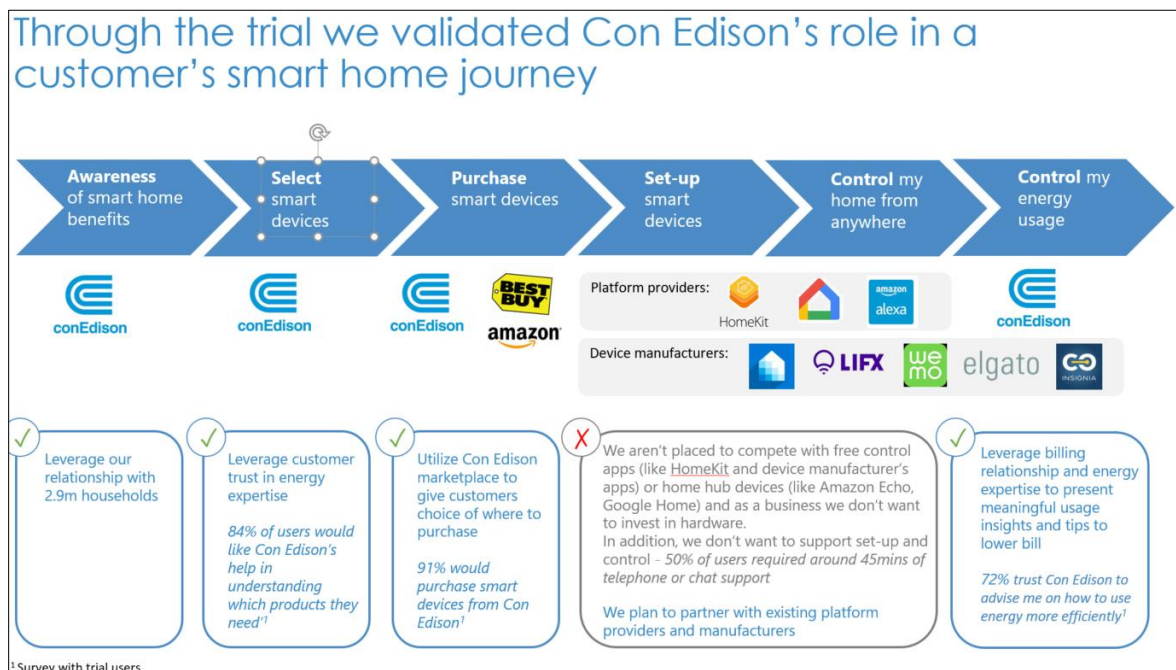 Through the trial we validated Con Edison's role in a
customer's smart home journey
Awareness
of smart home
benefits
Select
smart
devices
Purchase
smart devices
Set-up
smart
devices
Control my
home from
anywhere
Control my
energy
usage
conEdison
conEdison
conEdison
BEST
BUY
amazon
Platform providers:
HomeKit
amazon
alexa
conEdison
Device manufacturers:
LIFX
we
mo
elgato
INSIGNIA
Leverage our
relationship with
2.9m households
Leverage customer
trust in energy
expertise
84% of users would
like Con Edison's
help in
understanding
which products they
need'1
Utilize Con Edison
marketplace to
give customers
choice of where to
purchase
91% would
purchase smart
devices from Con
Edison1
We aren't placed to compete with free control
apps (like HomeKit and device manufacturer's
apps) or home hub devices (like Amazon Echo,
Google Home) and as a business we don't want
to invest in hardware.
In addition, we don't want to support set-up and
control - 50% of users required around 45mins of
telephone or chat support
We plan to partner with existing platform
providers and manufacturers
Leverage billing
relationship and energy
expertise to present
meaningful usage
insights and tips to
lower bill
72% trust Con Edison to
advise me on how to use
energy more efficiently1
1 Survey with trial users